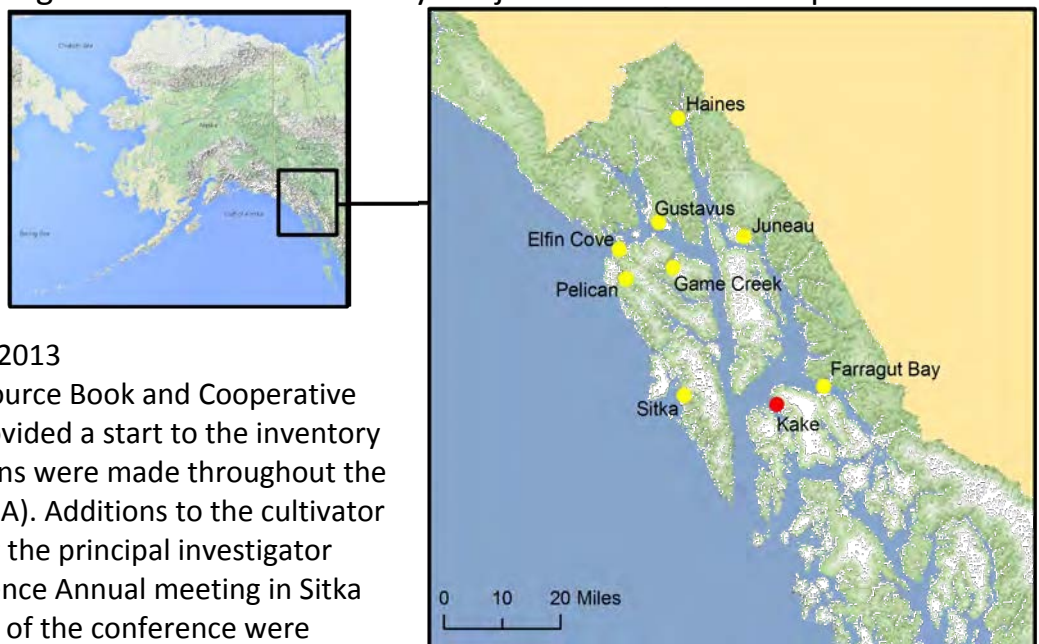 Haines
Gustavus
Juneau
Elfin Cove
Game Creek
Pelican
Farragut Bay
Sitka
Kake
0 10 20 Miles
2013
ource Book and Cooperative
ovided a start to the inventory
ns were made throughout the
A). Additions to the cultivator
the principal investigator
nce Annual meeting in Sitka
of the conference were